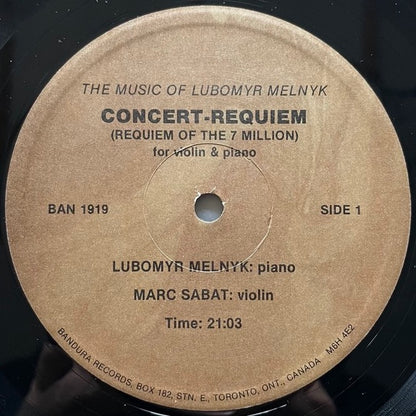 THE MUSIC OF LUBOMYR MELNYK
CONCERT-REQUIEM
(REQUIEM OF THE 7 MILLION)
for violin & piano
BAN 1919
SIDE 1
LUBOMYR MELNYK: piano
MARC SABAT: violin
Time: 21:03
BANDURA RECORDS, BOX 182, STN. E., TORONTO, ONT., CANADA M6H 4E2